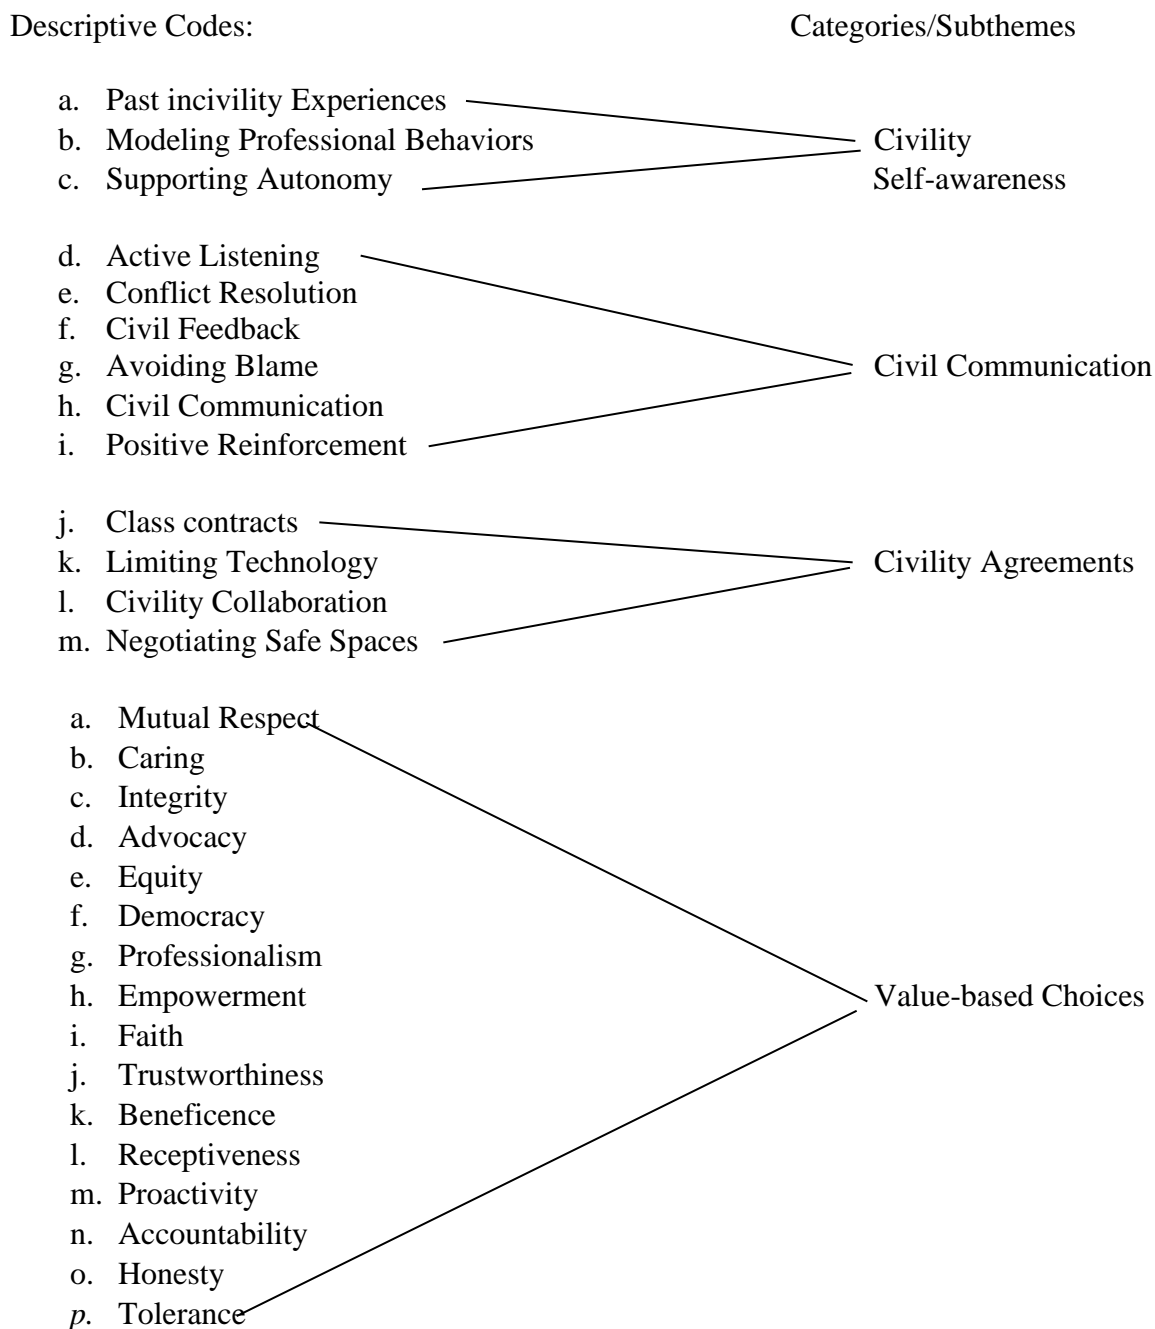 Descriptive Codes: Categories/Subthemes
a. Past incivility Experiences
b. Modeling Professional Behaviors Civility
c. Supporting Autonomy Self-awareness
d. Active Listening
e. Conflict Resolution
f. Civil Feedback
g. Avoiding Blame Civil Communication
h. Civil Communication
i. Positive Reinforcement
j. Class contracts
k. Limiting Technology Civility Agreements
l. Civility Collaboration
m. Negotiating Safe Spaces
a. Mutual Respect
b. Caring
c. Integrity
d. Advocacy
e. Equity
f. Democracy
g. Professionalism
h. Empowerment Value-based Choices
i. Faith
j. Trustworthiness
k. Beneficence
l. Receptiveness
m. Proactivity
n. Accountability
o. Honesty
p. Tolerance